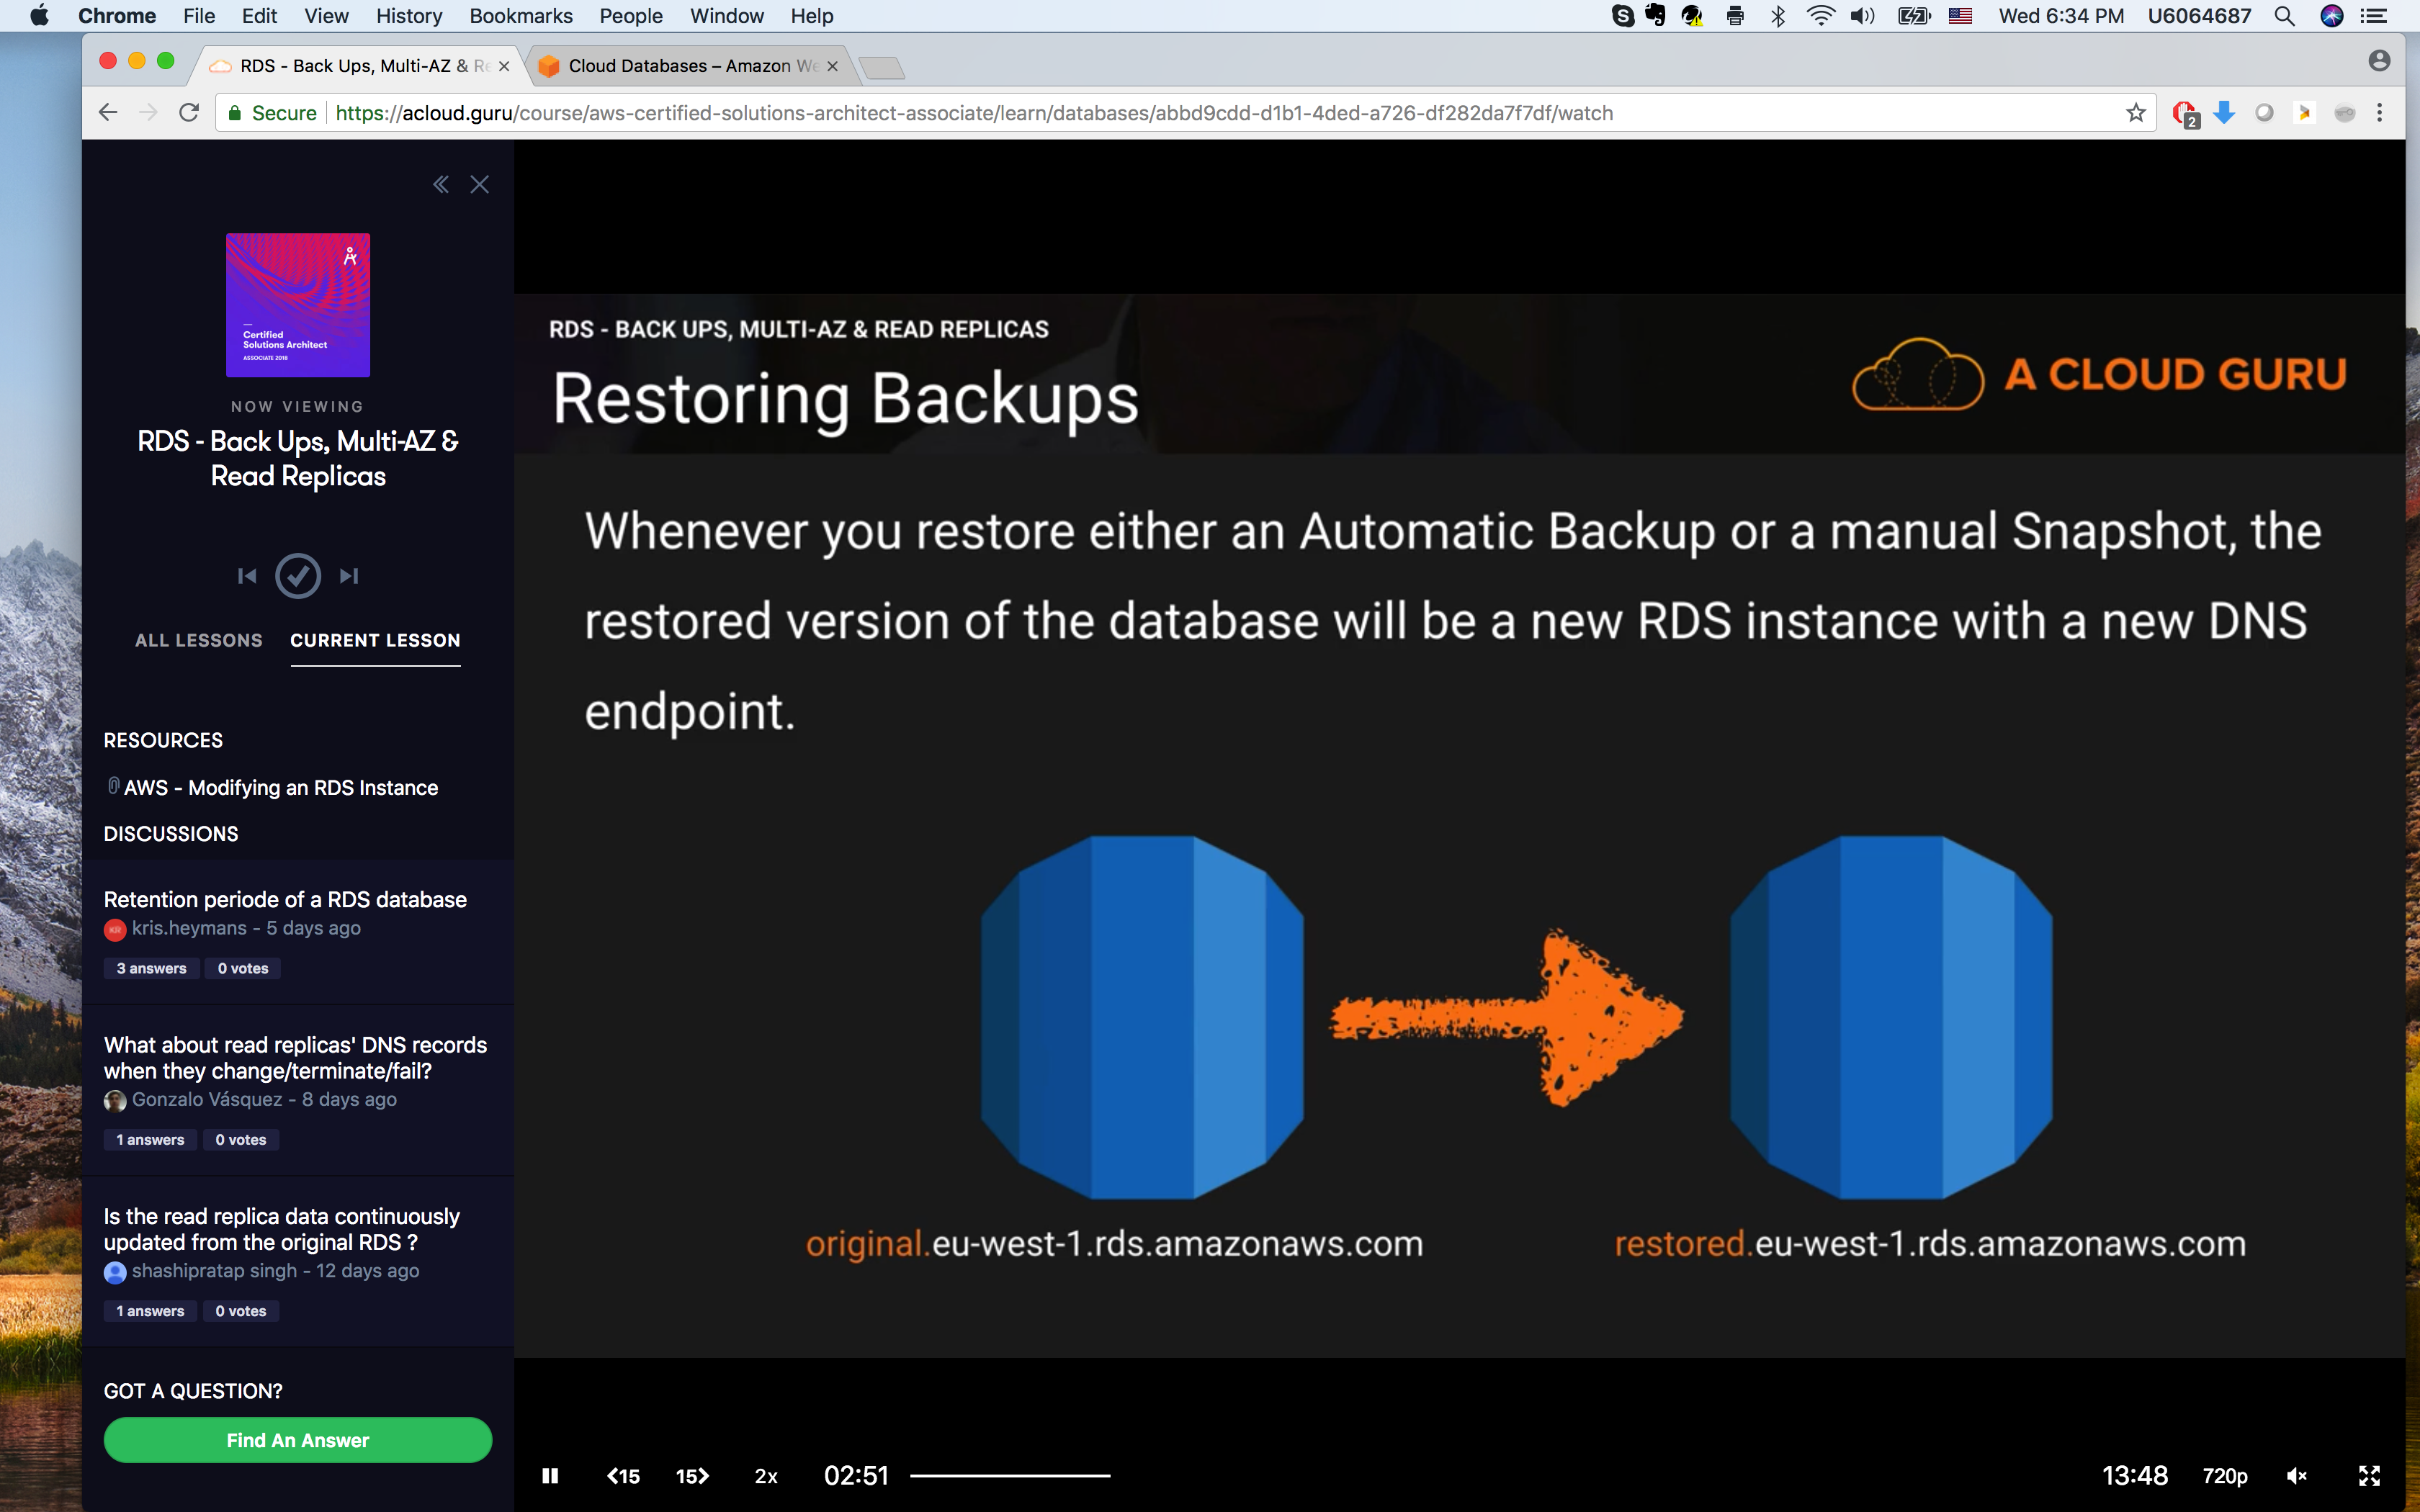 Chrome File Edit View History Bookmarks People Window Help
Wed 6:34 PM U6064687
RDS - Back Ups, Multi-AZ & Re
Cloud Databases – Amazon We
Secure https://acloud.guru/course/aws-certified-solutions-architect-associate/learn/databases/abbd9cdd-d1b1-4ded-a726-df282da7f7df/watch
2
Certified
Solutions Architect
ASSOCIATE 2018
NOW VIEWING
RDS - Back Ups, Multi-AZ &
Read Replicas
ALL LESSONS CURRENT LESSON
RESOURCES
AWS - Modifying an RDS Instance
DISCUSSIONS
Retention periode of a RDS database
KR
kris.heymans - 5 days ago
3 answers 0 votes
What about read replicas' DNS records
when they change/terminate/fail?
Gonzalo Vásquez - 8 days ago
1 answers 0 votes
Is the read replica data continuously
updated from the original RDS ?
shashipratap singh - 12 days ago
1 answers 0 votes
GOT A QUESTION?
Find An Answer
RDS - BACK UPS, MULTI-AZ & READ REPLICAS
Restoring Backups
A CLOUD GURU
Whenever you restore either an Automatic Backup or a manual Snapshot, the
restored version of the database will be a new RDS instance with a new DNS
endpoint.
original.eu-west-1.rds.amazonaws.com
restored.eu-west-1.rds.amazonaws.com
15 15 2x 02:51 13:48 720p